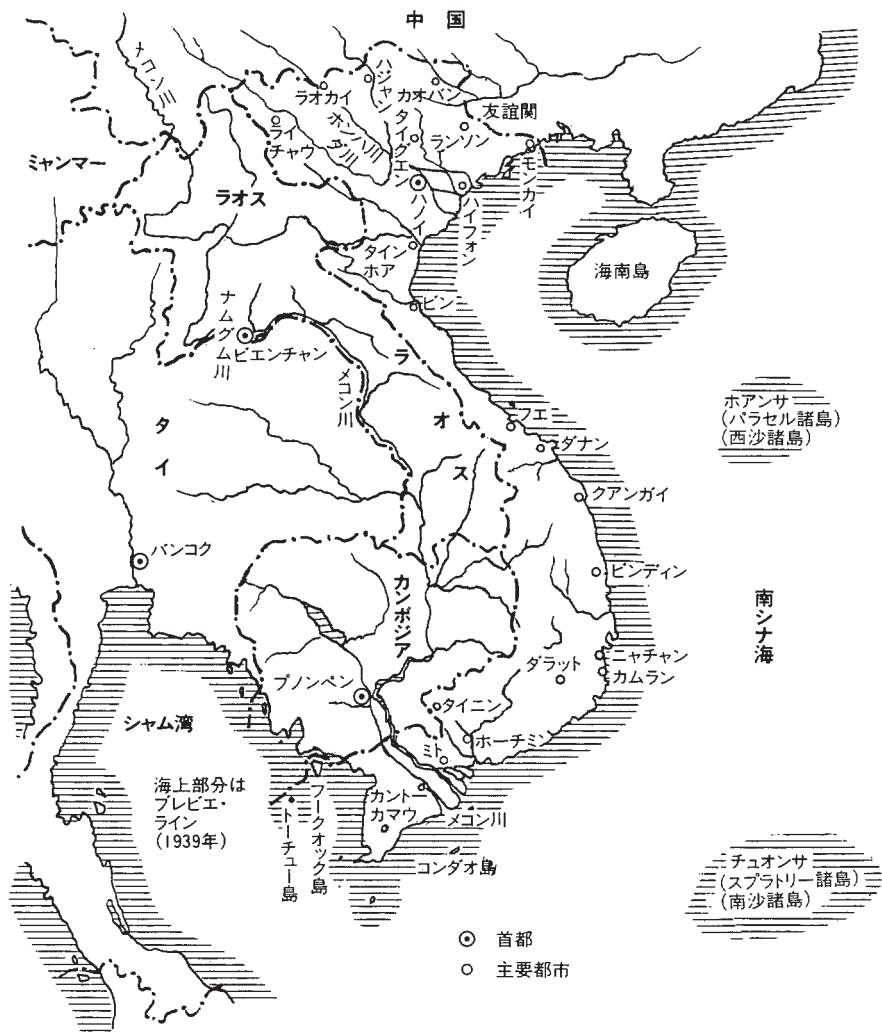 中国
メコン川
ハジャン
ラオカイ
カオバン
友誼関
ライ
チャウ
ホンハ川
ダ川
タイグエン
ランソン
モンカイ
ミャンマー
ラオス
ハノイ
ハイフォン
タイン
ホア
海南島
ビン
ナムグム川
ビエンチャン
メコン川
ラオス
タイ
フエ
ダナン
ホアンサ
(パラセル諸島)
(西沙諸島)
クアンガイ
バンコク
カンボジア
ビンディン
南シナ海
ニャチャン
カムラン
ダラット
プノンペン
タイニン
シャム湾
ホーチミン
ミト
海上部分は
ブレビエ・
ライン
(1939年)
トーチュー島
フークオック島
カントー
カマウ
メコン川
コンダオ島
チュオンサ
(スプラトリー諸島)
(南沙諸島)
首都
主要都市